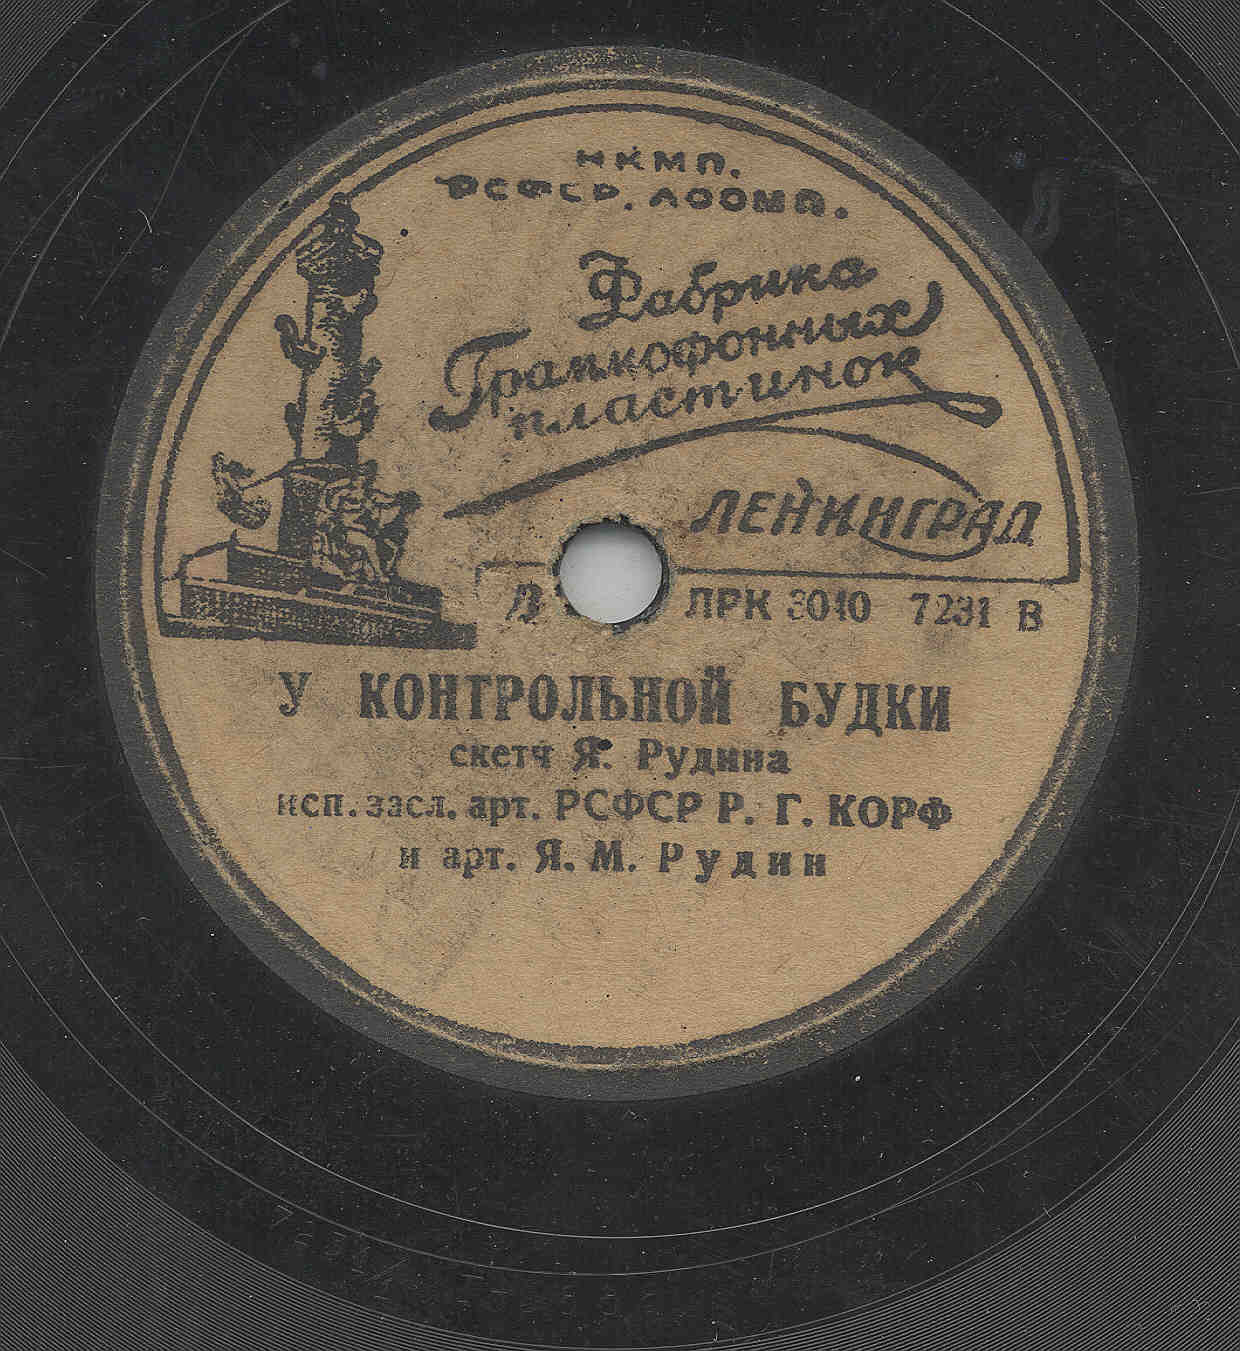 НКМП.
РСФСР. ЛООМП.
Фабрика
Граммофонных
пластинок
ЛЕНИНГРАД
Д ЛРК 3010 7231 В
У КОНТРОЛЬНОЙ БУДКИ
скетч Я. Рудина
исп. засл. арт. РСФСР Р. Г. КОРФ
и арт. Я. М. Рудин